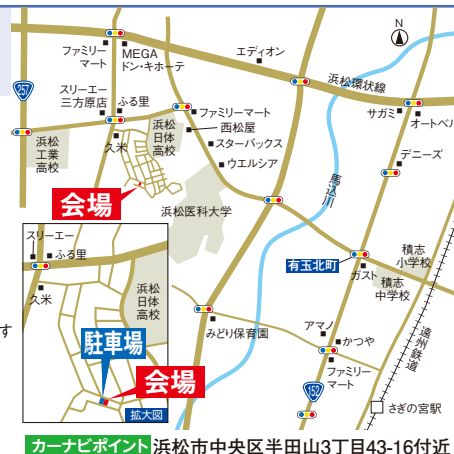 N
ファミリー
マート
MEGA
ドン・キホーテ
エディオン
257
スリーエー
三方原店
ふる里
浜松環状線
ファミリーマート
西松屋
スターバックス
ウエルシア
サガミ
オートベル
デニーズ
浜松
工業
高校
久米
浜松
日体
高校
会場
浜松医科大学
馬込川
スリーエー
ふる里
久米
浜松
日体
高校
有玉北町
ガスト
積志
小学校
積志
中学校
す
駐車場
会場
拡大図
みどり保育園
アマノ
かつや
ファミリー
マート
152
遠州鉄道
さぎの宮駅
カーナビポイント 浜松市中央区半田山3丁目43-16付近